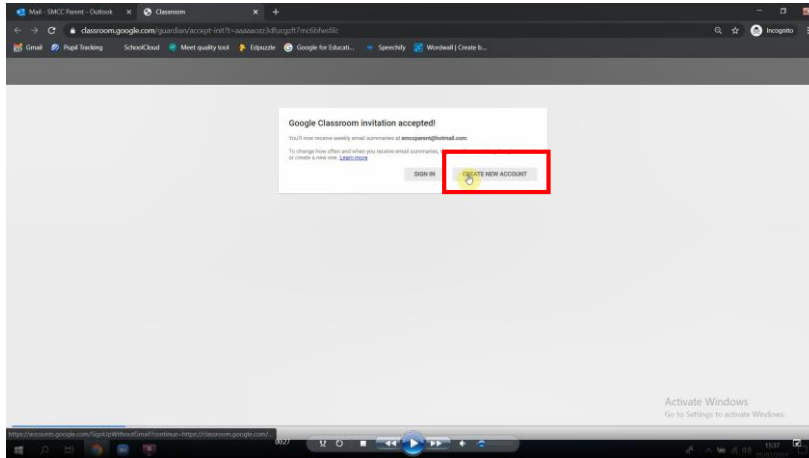 Mail - SMCC Parent - Outlook
Classroom
classroom.google.com/guardian/accept-init?t=
Incognito
Gmail
Pupil Tracking
SchoolCloud
Meet quality tool
Edpuzzle
Google for Educati...
Speechify
Wordwall | Create b...
Google Classroom invitation accepted!
You'll now receive weekly email summaries at smccparent@hotmail.com.
To change how often and when you receive email summaries,
or create a new one. Learn more
SIGN IN
CREATE NEW ACCOUNT
Activate Windows
Go to Settings to activate Windows.
https://accounts.google.com/SignUpWithoutGmail?continue=https://classroom.google.com/...
00:27
15:37